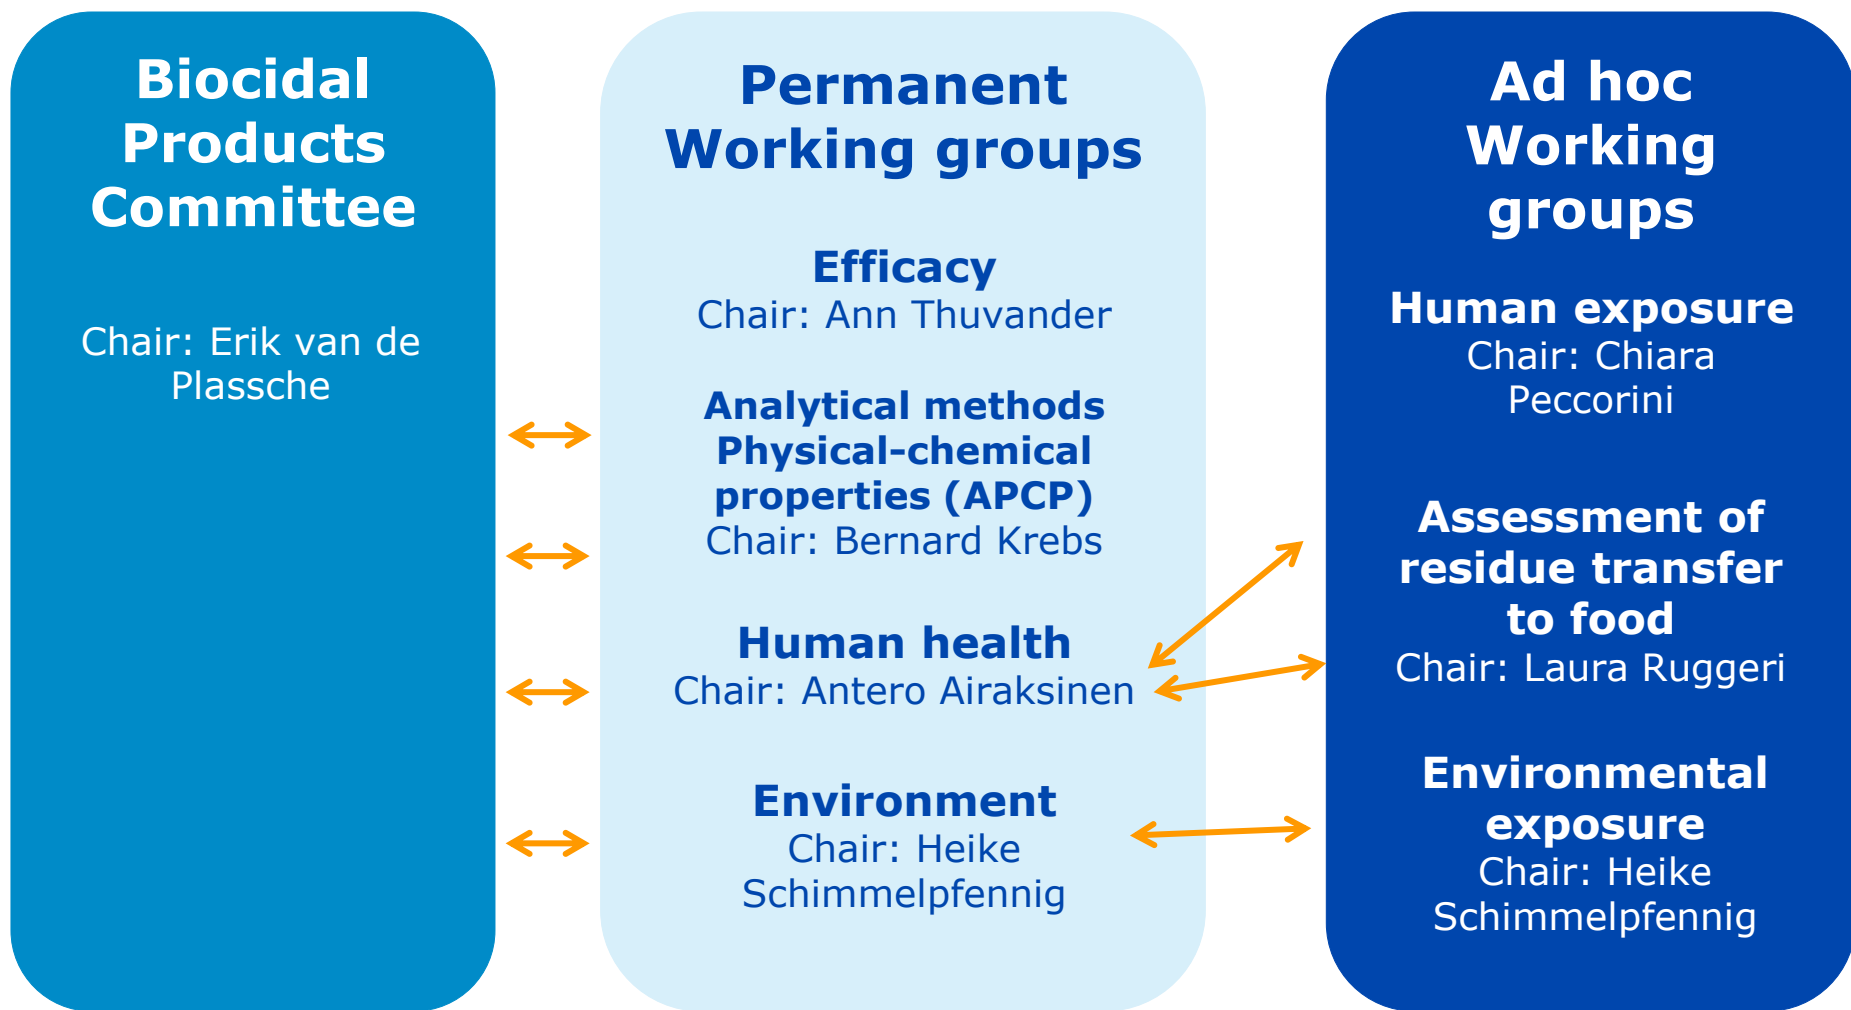 Biocidal
Products
Committee
Chair: Erik van de
Plassche
Permanent
Working groups
Efficacy
Chair: Ann Thuvander
Analytical methods
Physical-chemical
properties (APCP)
Chair: Bernard Krebs
Human health
Chair: Antero Airaksinen
Environment
Chair: Heike
Schimmelpfennig
Ad hoc
Working
groups
Human exposure
Chair: Chiara
Peccorini
Assessment of
residue transfer
to food
Chair: Laura Ruggeri
Environmental
exposure
Chair: Heike
Schimmelpfennig